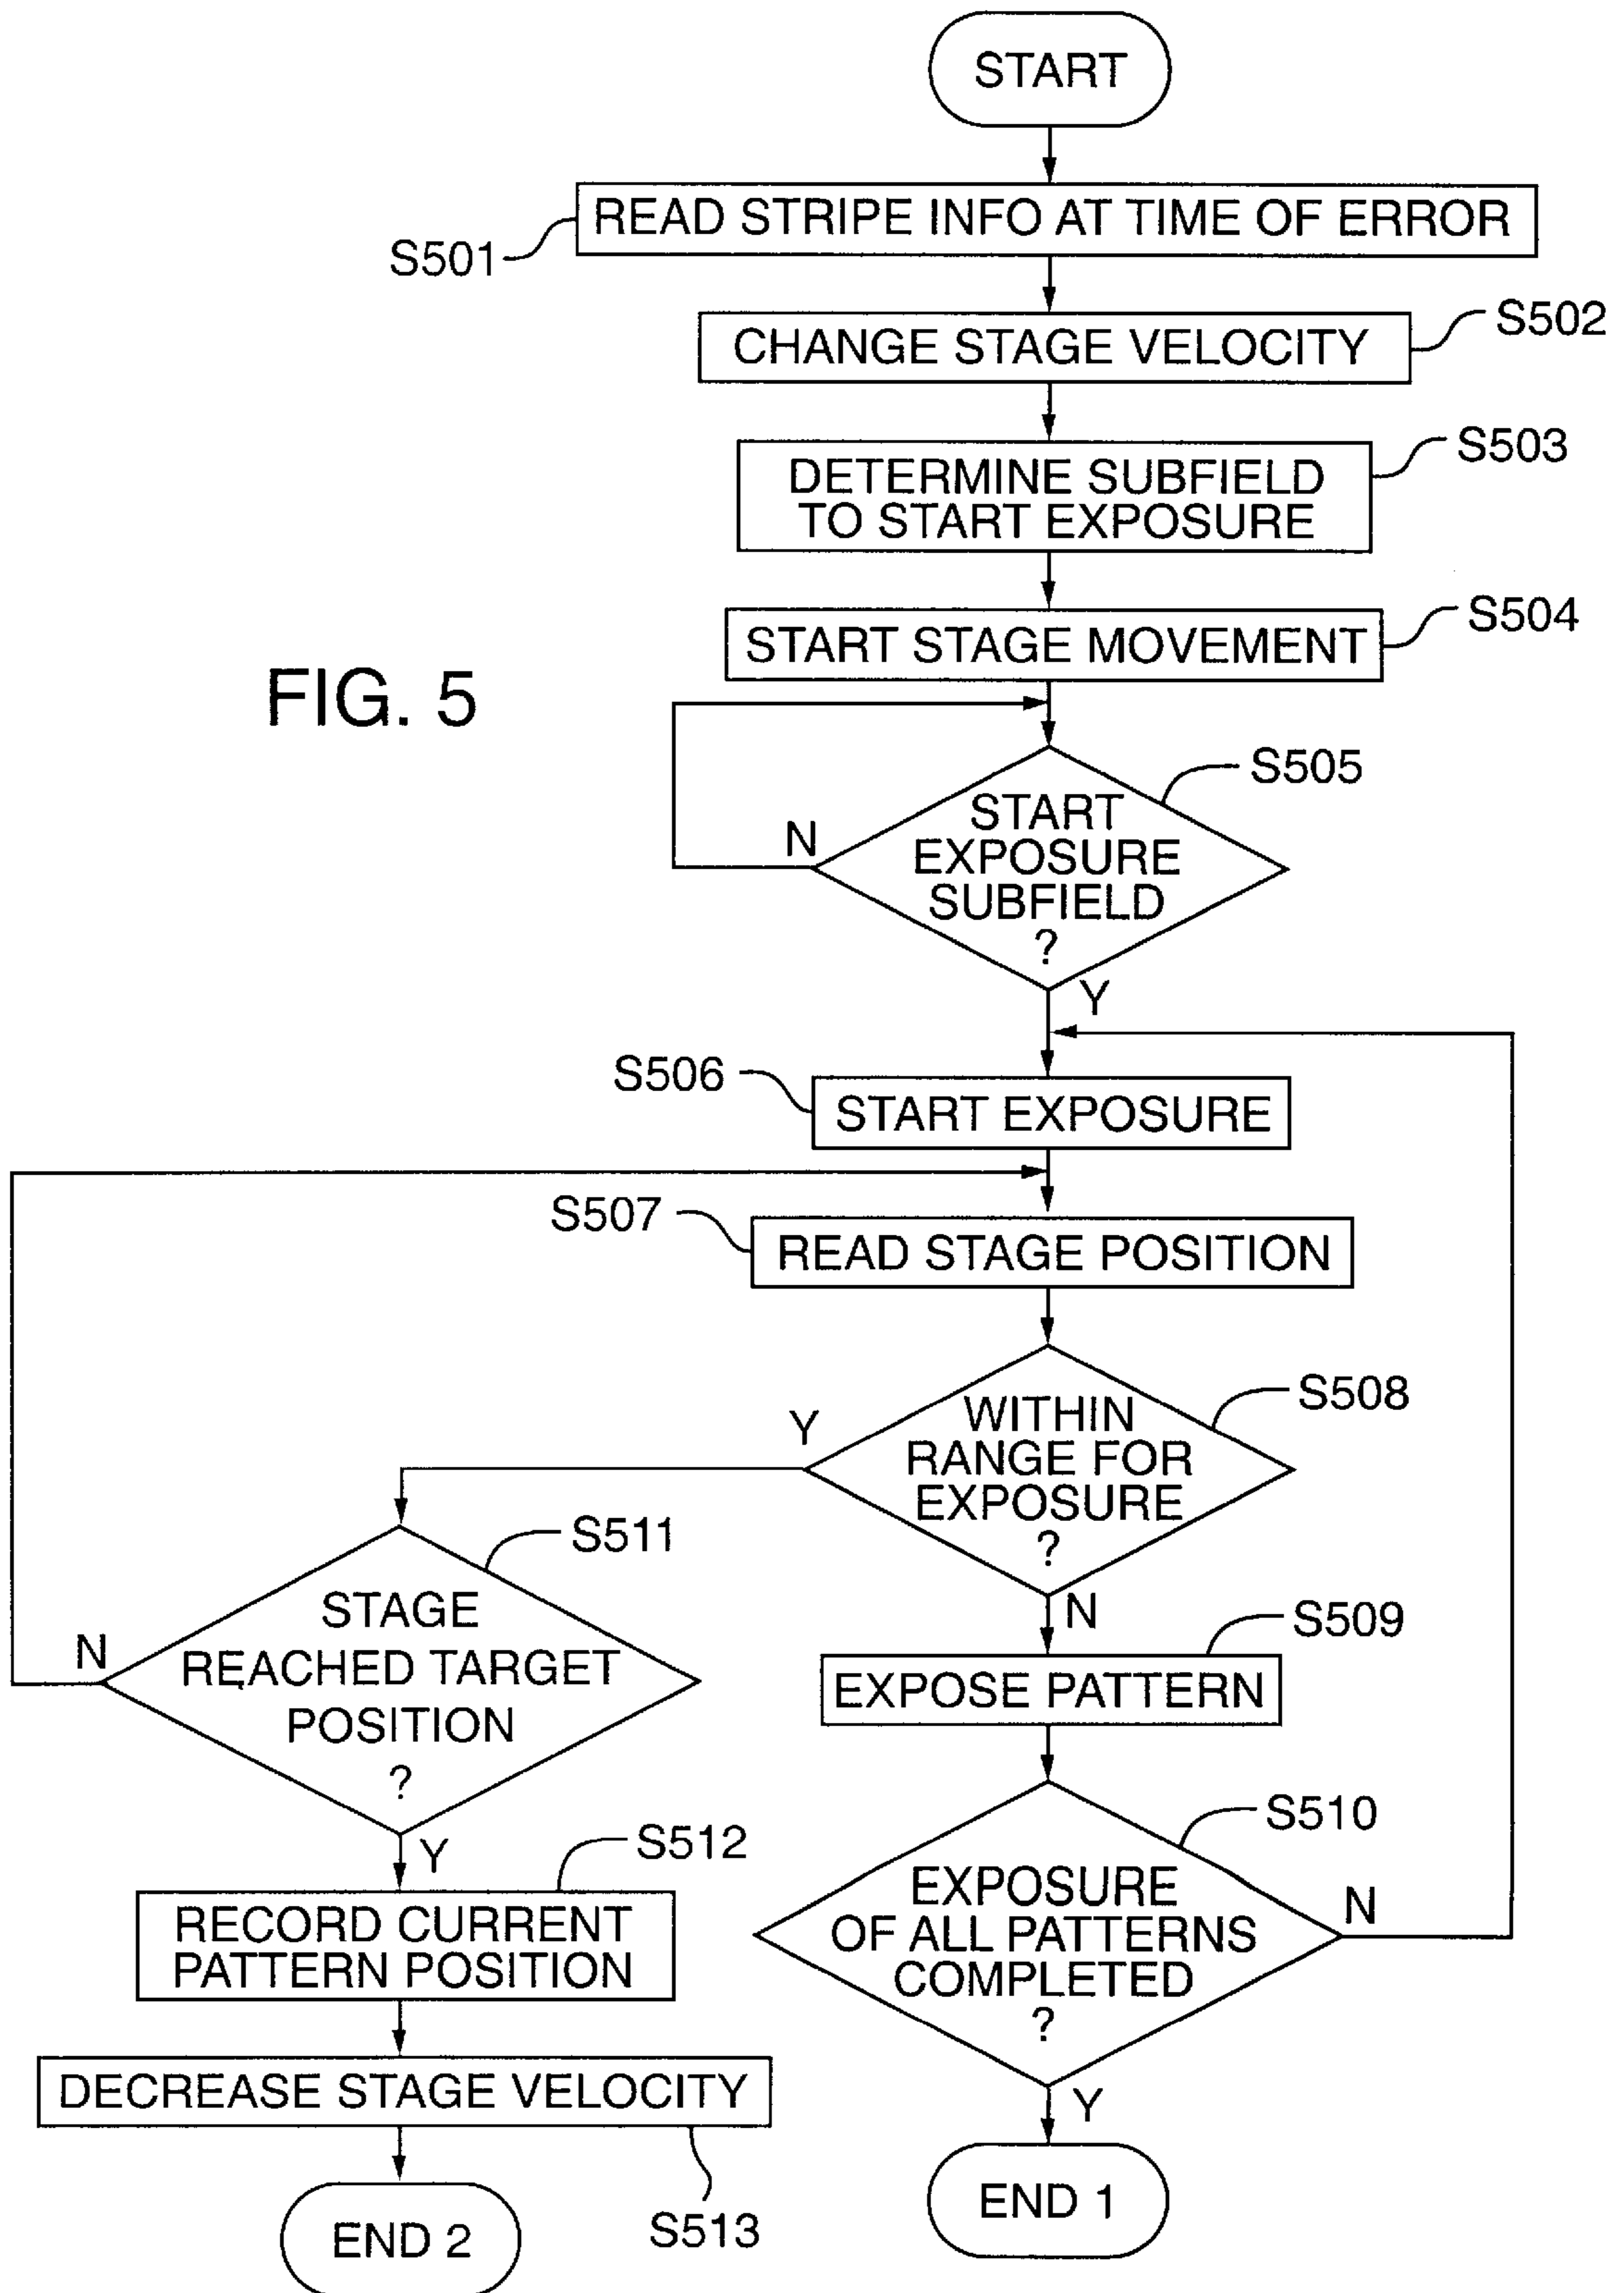 START
READ STRIPE INFO AT TIME OF ERROR
S501
CHANGE STAGE VELOCITY
S502
DETERMINE SUBFIELD
TO START EXPOSURE
S503
START STAGE MOVEMENT
S504
FIG. 5
START
EXPOSURE
SUBFIELD
?
S505
N
Y
S506
START EXPOSURE
S507
READ STAGE POSITION
WITHIN
RANGE FOR
EXPOSURE
?
S508
Y
N
S511
STAGE
REACHED TARGET
POSITION
?
N
Y
S509
EXPOSE PATTERN
S510
EXPOSURE
OF ALL PATTERNS
COMPLETED
?
N
Y
S512
RECORD CURRENT
PATTERN POSITION
DECREASE STAGE VELOCITY
S513
END 2
END 1